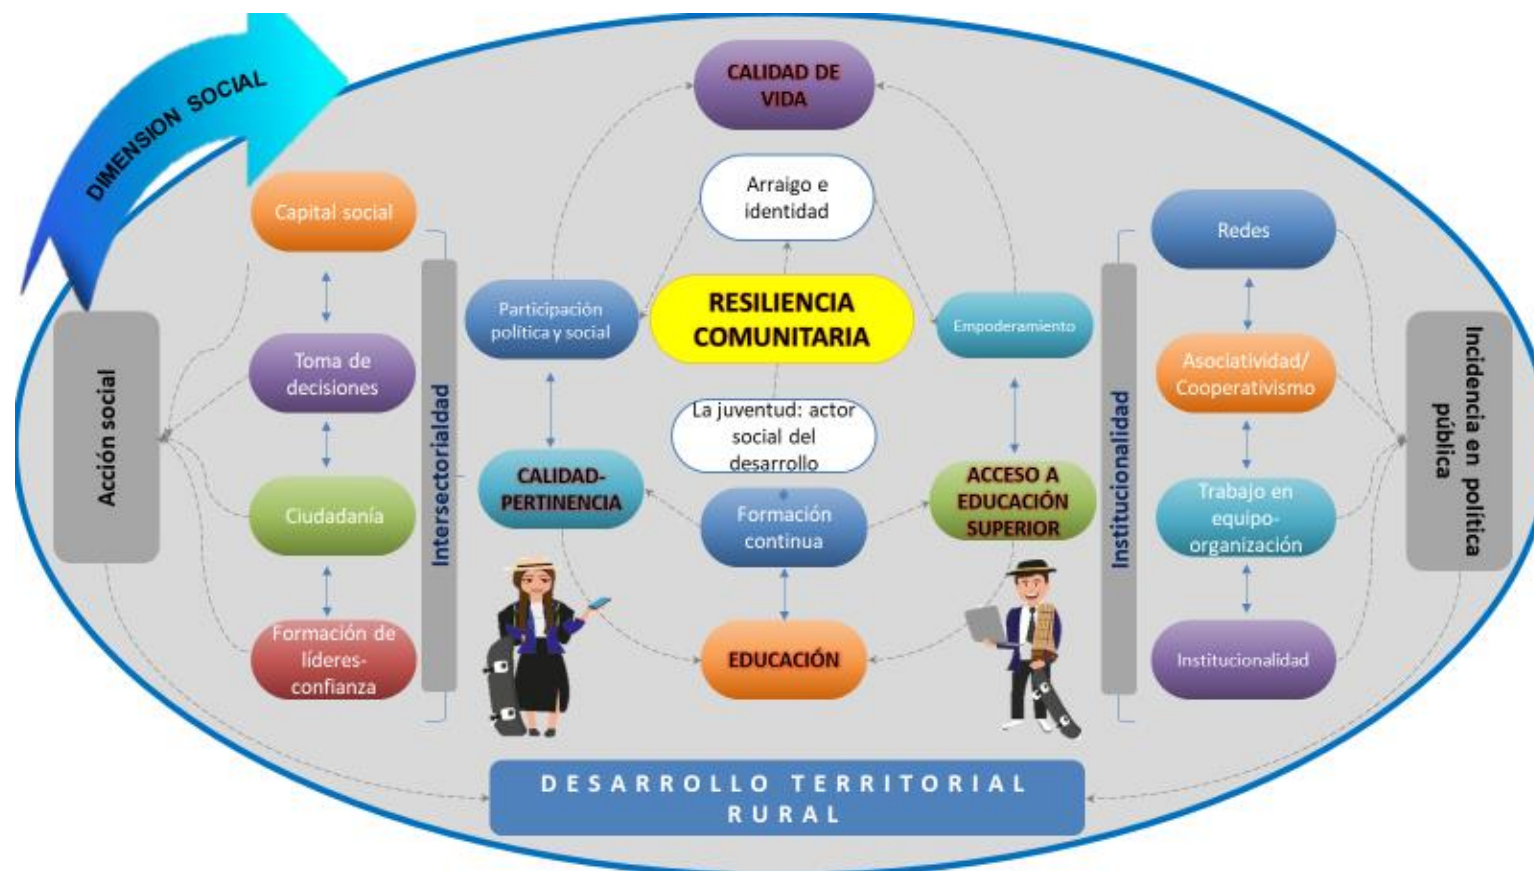 DIMENSION SOCIAL
CALIDAD DE
VIDA
Arraigo e
identidad
RESILIENCIA
COMUNITARIA
La juventud: actor
social del
desarrollo
Formación
continua
EDUCACIÓN
Capital social
Toma de
decisiones
Ciudadanía
Formación de
líderes-
confianza
Acción social
Intersectorialdad
Participación
política y social
CALIDAD-
PERTINENCIA
Empoderamiento
ACCESO A
EDUCACIÓN
SUPERIOR
Institucionalidad
Redes
Asociatividad/
Cooperativismo
Trabajo en
equipo-
organización
Institucionalidad
Incidencia en política
pública
DESARROLLO TERRITORIAL
RURAL